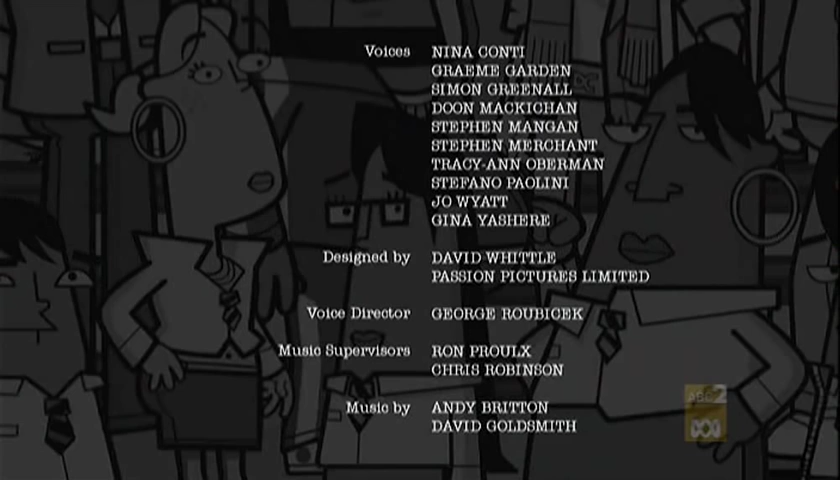 Voices NINA CONTI
GRAEME GARDEN
SIMON GREENALL
DOON MACKICHAN
STEPHEN MANGAN
STEPHEN MERCHANT
TRACY-ANN OBERMAN
STEFANO PAOLINI
JO WYATT
GINA YASHERE
Designed by DAVID WHITTLE
PASSION PICTURES LIMITED
Voice Director GEORGE ROUBICEK
Music Supervisors RON PROULX
CHRIS ROBINSON
Music by ANDY BRITTON
DAVID GOLDSMITH
ABC2